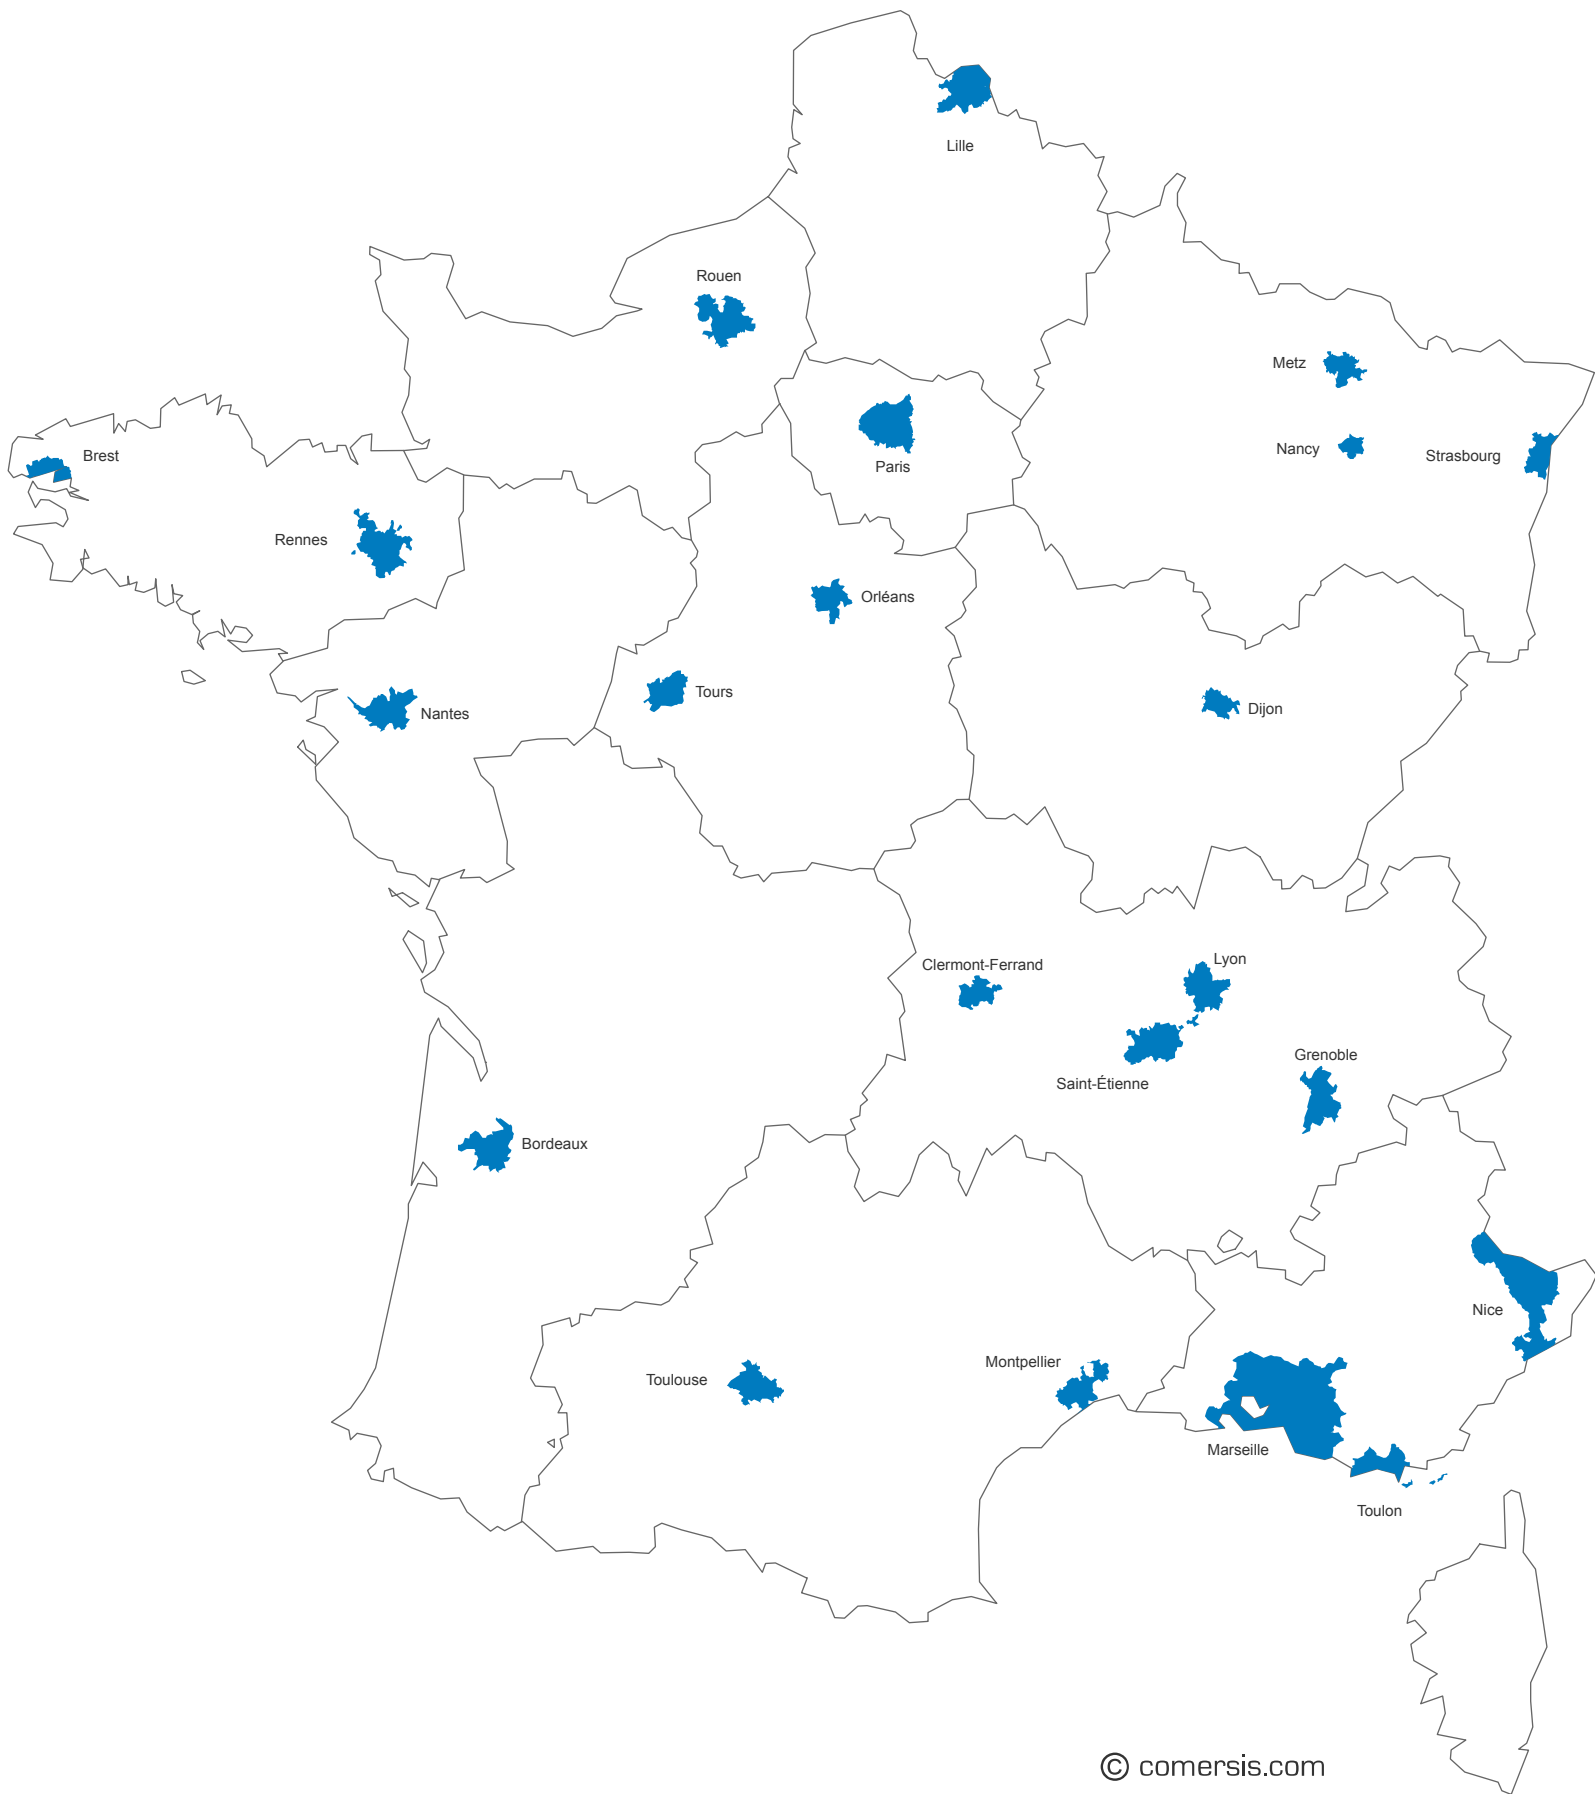 Lille
Rouen
Metz
Nancy
Strasbourg
Paris
Brest
Rennes
Orléans
Tours
Nantes
Dijon
Clermont-Ferrand
Lyon
Saint-Étienne
Grenoble
Bordeaux
Nice
Montpellier
Toulouse
Marseille
Toulon
© comersis.com